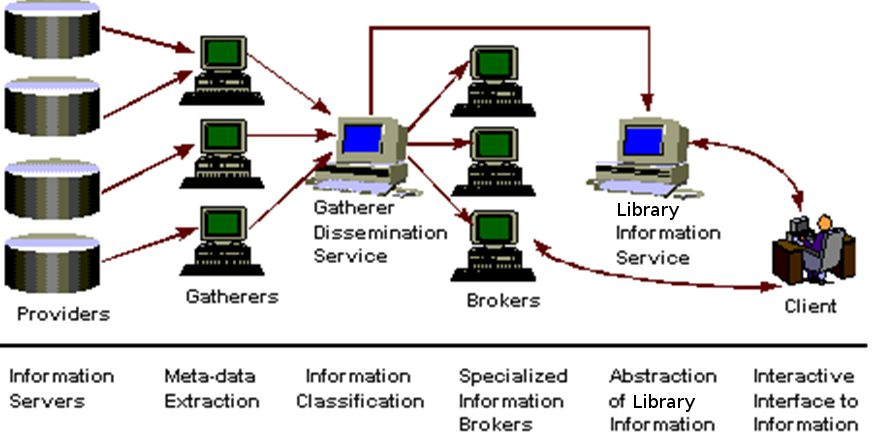 Gatherer
Dissemination
Service
Library
Information
Service
Providers
Gatherers
Brokers
Client
Information
Servers
Meta-data
Extraction
Information
Classification
Specialized
Information
Brokers
Abstraction
of Library
Information
Interactive
Interface to
Information